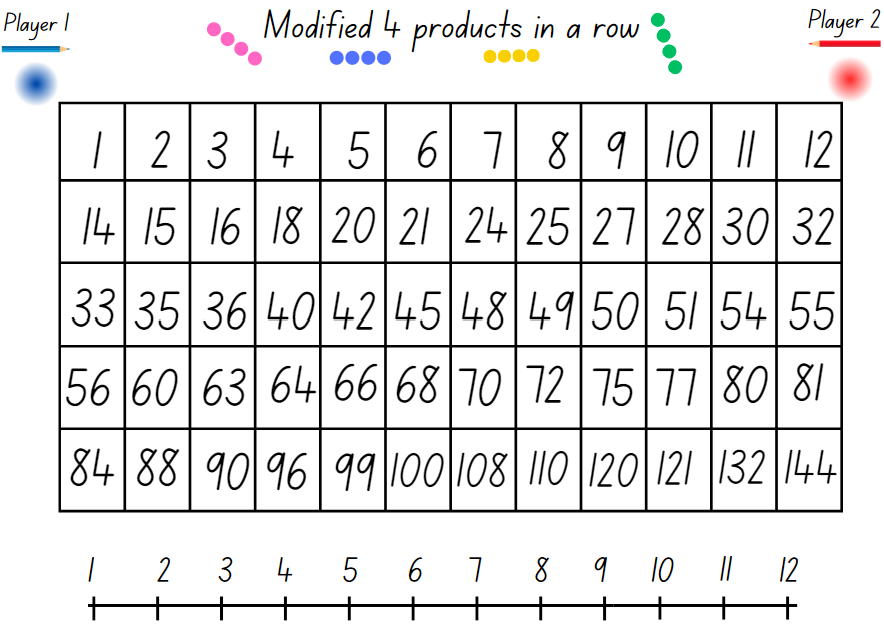 Player 1
Modified 4 products in a row
Player 2
1 2 3 4 5 6 7 8 9 10 11 12
14 15 16 18 20 21 24 25 27 28 30 32
33 35 36 40 42 45 48 49 50 51 54 55
56 60 63 64 66 68 70 72 75 77 80 81
84 88 90 96 99 100 108 110 120 121 132 144
1 2 3 4 5 6 7 8 9 10 11 12